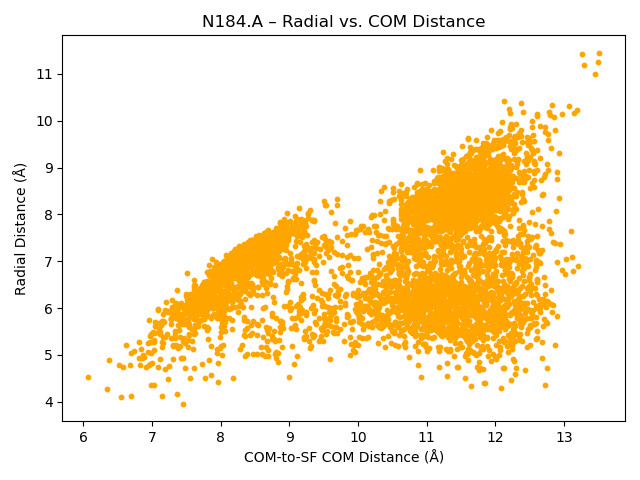 N184.A – Radial vs. COM Distance
Radial Distance (Å)
11
10
9
8
7
6
5
4
6 7 8 9 10 11 12 13
COM-to-SF COM Distance (Å)